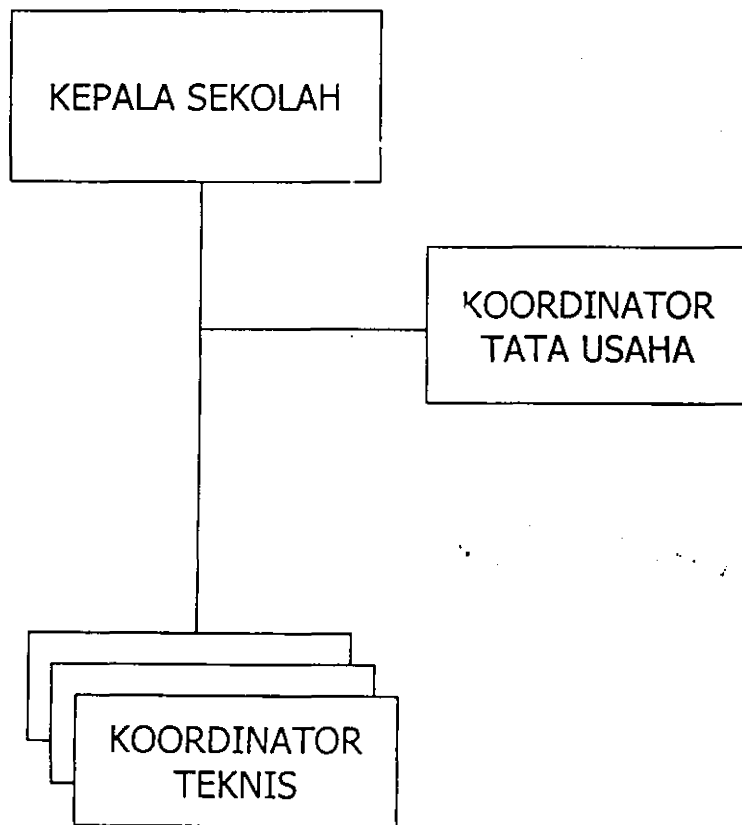 KEPALA SEKOLAH
KOORDINATOR
TATA USAHA
KOORDINATOR
TEKNIS